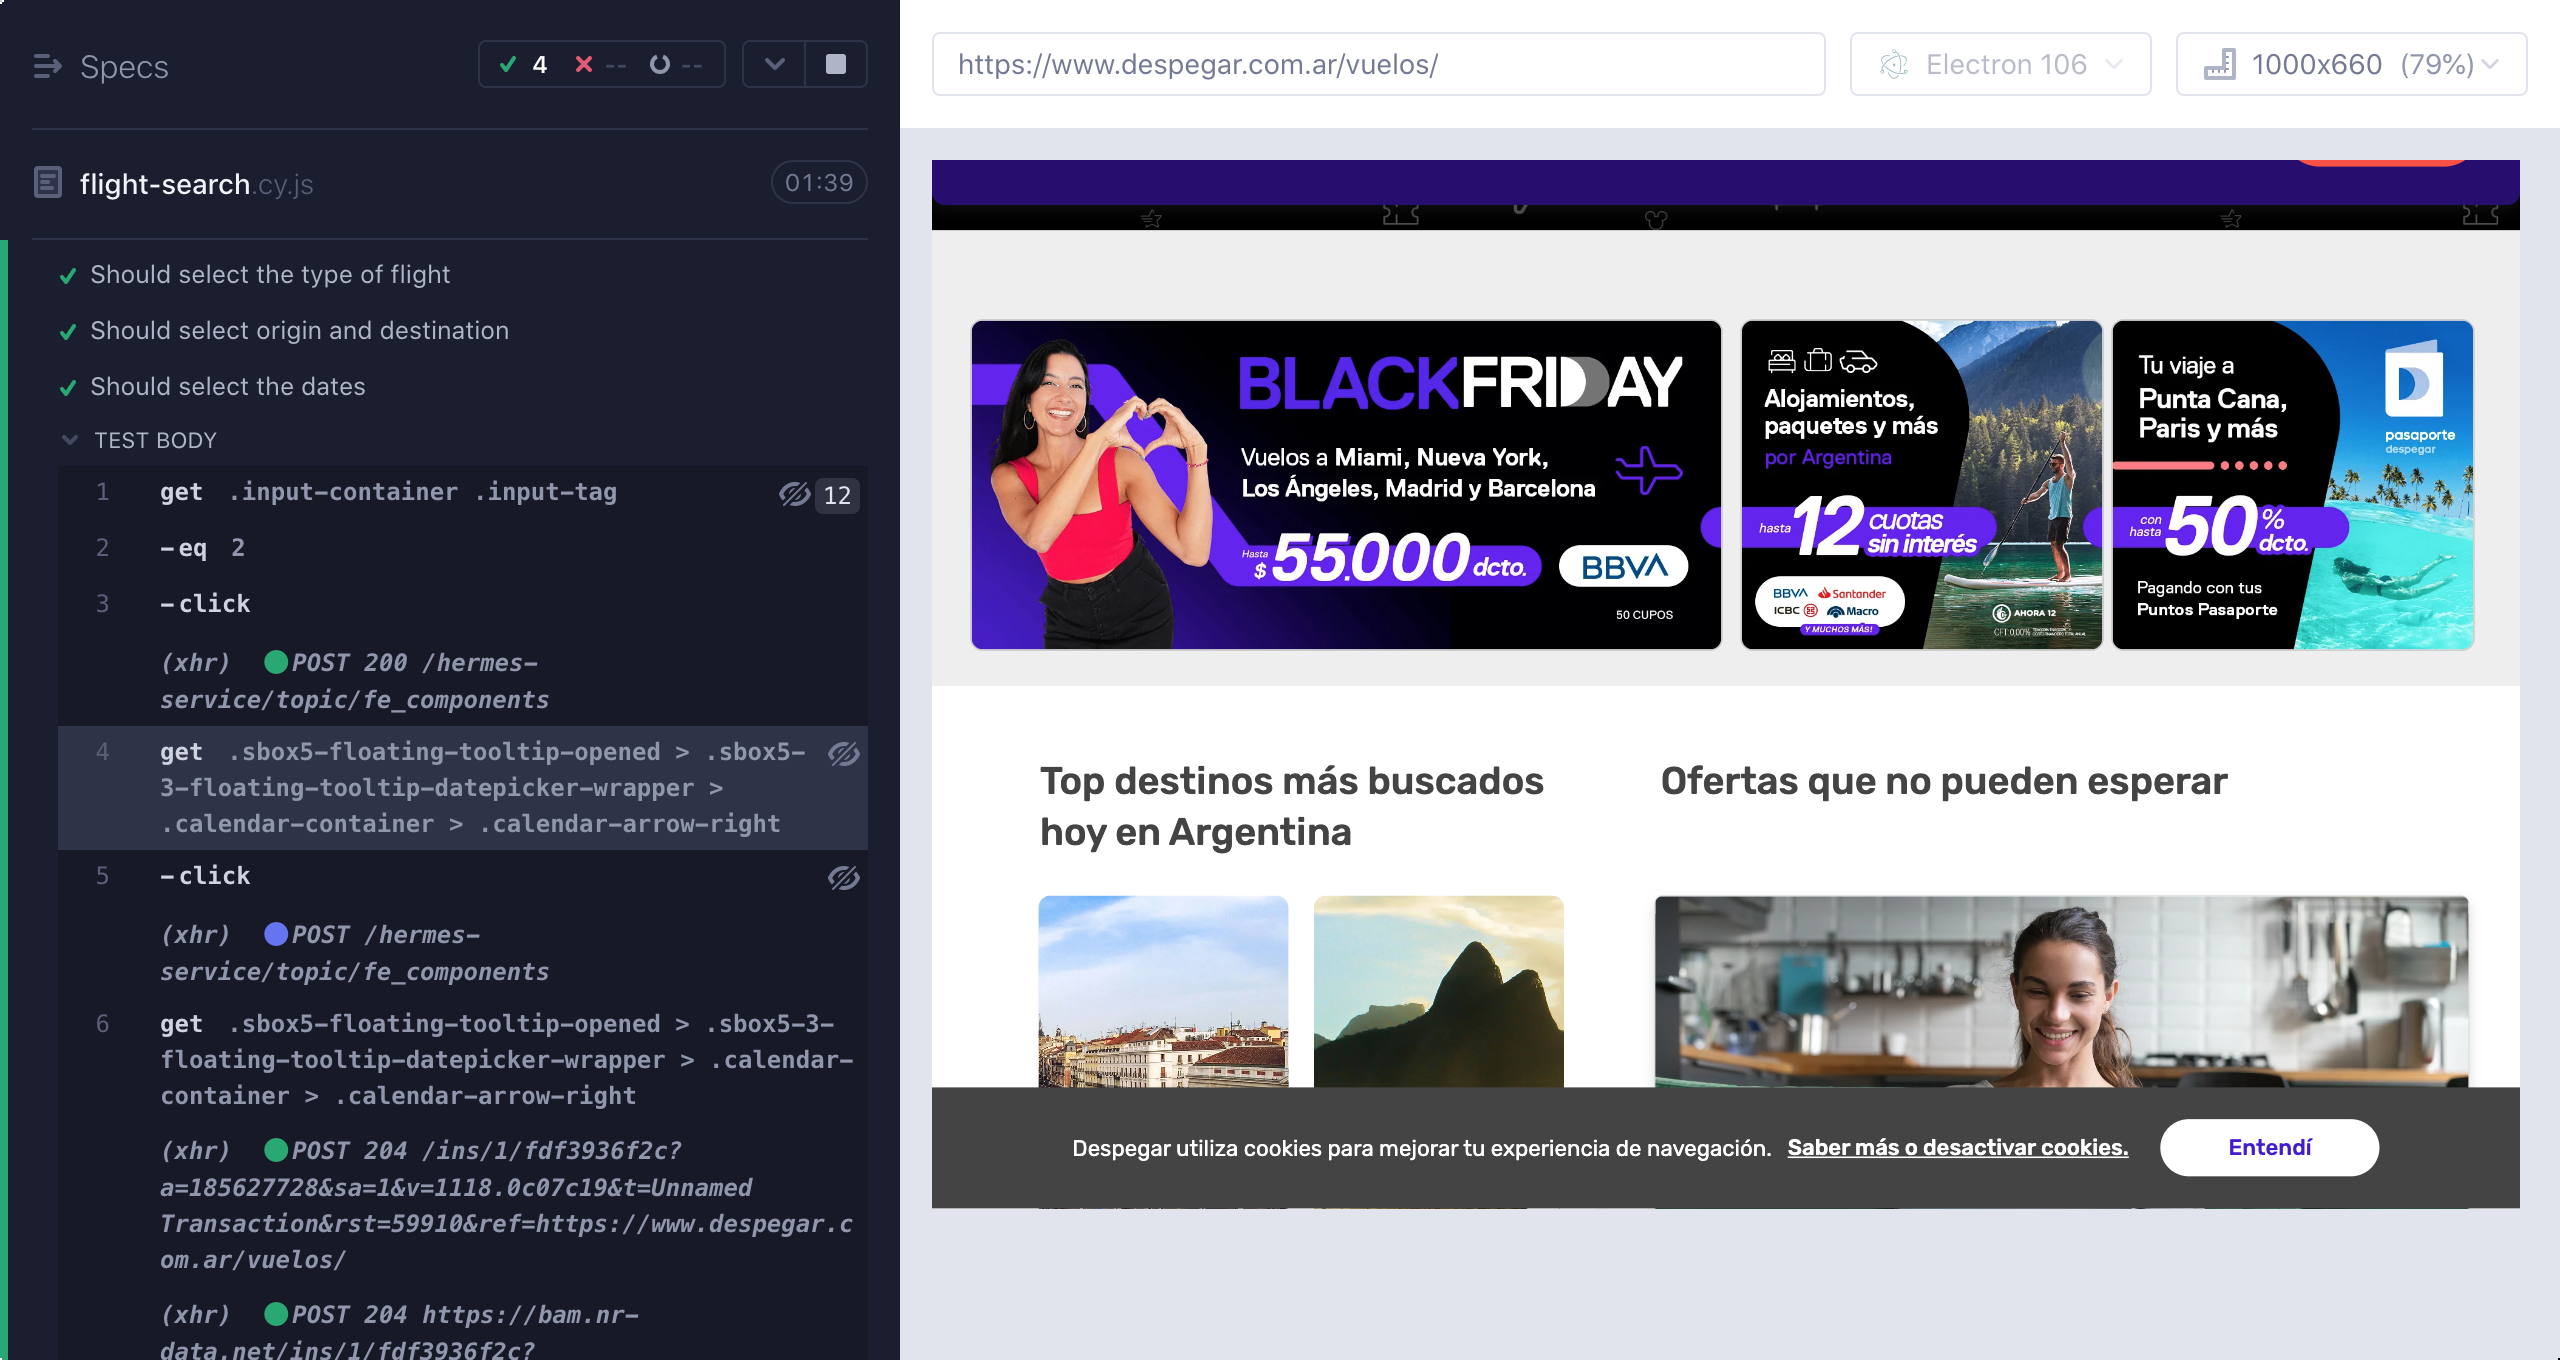 Specs
4 -- --
flight-search.cy.js
01:39
Should select the type of flight
Should select origin and destination
Should select the dates
TEST BODY
1 get .input-container .input-tag 12
2 -eq 2
3 -click
(xhr) POST 200 /hermes-
service/topic/fe_components
4 get .sbox5-floating-tooltip-opened > .sbox5-
3-floating-tooltip-datepicker-wrapper >
.calendar-container > .calendar-arrow-right
5 -click
(xhr) POST /hermes-
service/topic/fe_components
6 get .sbox5-floating-tooltip-opened > .sbox5-3-
floating-tooltip-datepicker-wrapper > .calendar-
container > .calendar-arrow-right
(xhr) POST 204 /ins/1/fdf3936f2c?
a=185627728&sa=1&v=1118.0c07c19&t=Unnamed
Transaction&rst=59910&ref=https://www.despegar.c
om.ar/vuelos/
(xhr) POST 204 https://bam.nr-
data.net/ins/1/fdf3936f2c?
https://www.despegar.com.ar/vuelos/
Electron 106
1000x660 (79%)
BLACKFRIDAY
Vuelos a Miami, Nueva York,
Los Ángeles, Madrid y Barcelona
Hasta
$ 55.000 dcto.
BBVA
50 CUPOS
Alojamientos,
paquetes y más
por Argentina
hasta 12 cuotas
sin interés
BBVA Santander
ICBC Macro
Y MUCHOS MÁS!
AHORA 12
CFT: 0,00%
Tu viaje a
Punta Cana,
Paris y más
pasaporte
despegar
con
hasta 50% dcto.
Pagando con tus
Puntos Pasaporte
Top destinos más buscados
hoy en Argentina
Ofertas que no pueden esperar
Despegar utiliza cookies para mejorar tu experiencia de navegación. Saber más o desactivar cookies.
Entendí